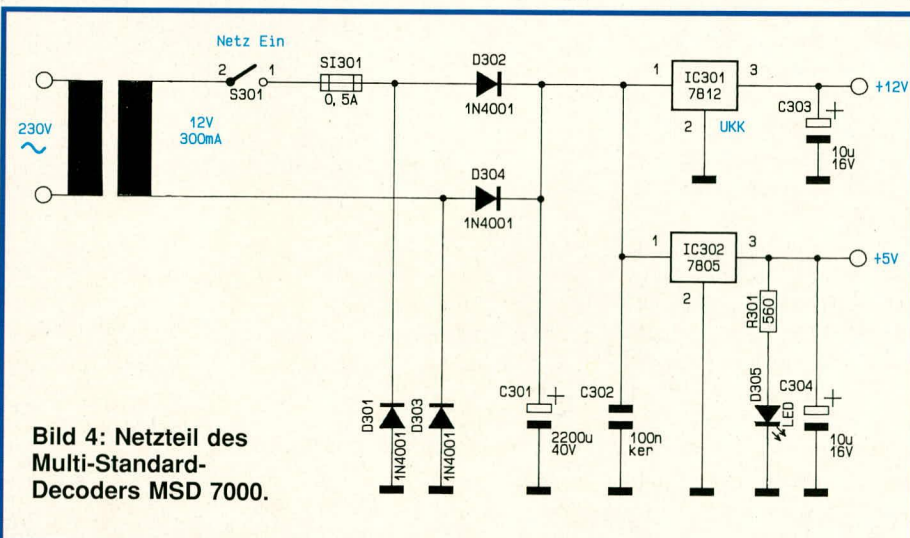 Netz Ein
2
1
S301
SI301
0,5A
D302
1N4001
230V
~
12V
300mA
D304
1N4001
1
IC301
7812
3
2
UKK
C303
+
10u
16V
+12V
1
IC302
7805
3
2
+5V
R301
560
D305
LED
C304
+
10u
16V
D301
1N4001
D303
1N4001
C301
+
2200u
40V
C302
100n
ker
Bild 4: Netzteil des
Multi-Standard-
Decoders MSD 7000.